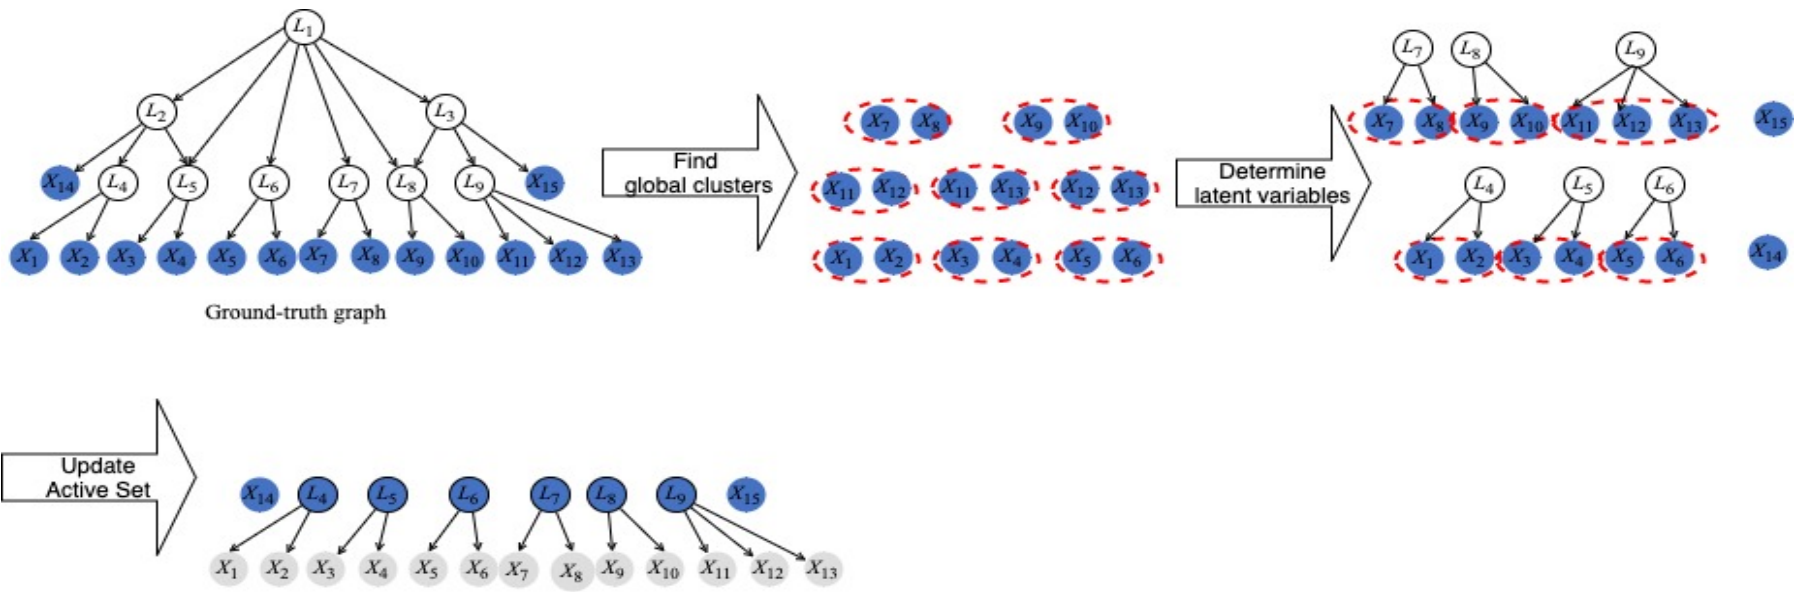 L1
L2 L3
X14 L4 L5 L6 L7 L8 L9 X15
X1 X2 X3 X4 X5 X6 X7 X8 X9 X10 X11 X12 X13
Ground-truth graph
Find
global clusters
X7 X8 X9 X10
X11 X12 X11 X13 X12 X13
X1 X2 X3 X4 X5 X6
Determine
latent variables
L7 L8 L9
X7 X8 X9 X10 X11 X12 X13 X15
L4 L5 L6
X1 X2 X3 X4 X5 X6 X14
Update
Active Set
X14 L4 L5 L6 L7 L8 L9 X15
X1 X2 X3 X4 X5 X6 X7 X8 X9 X10 X11 X12 X13